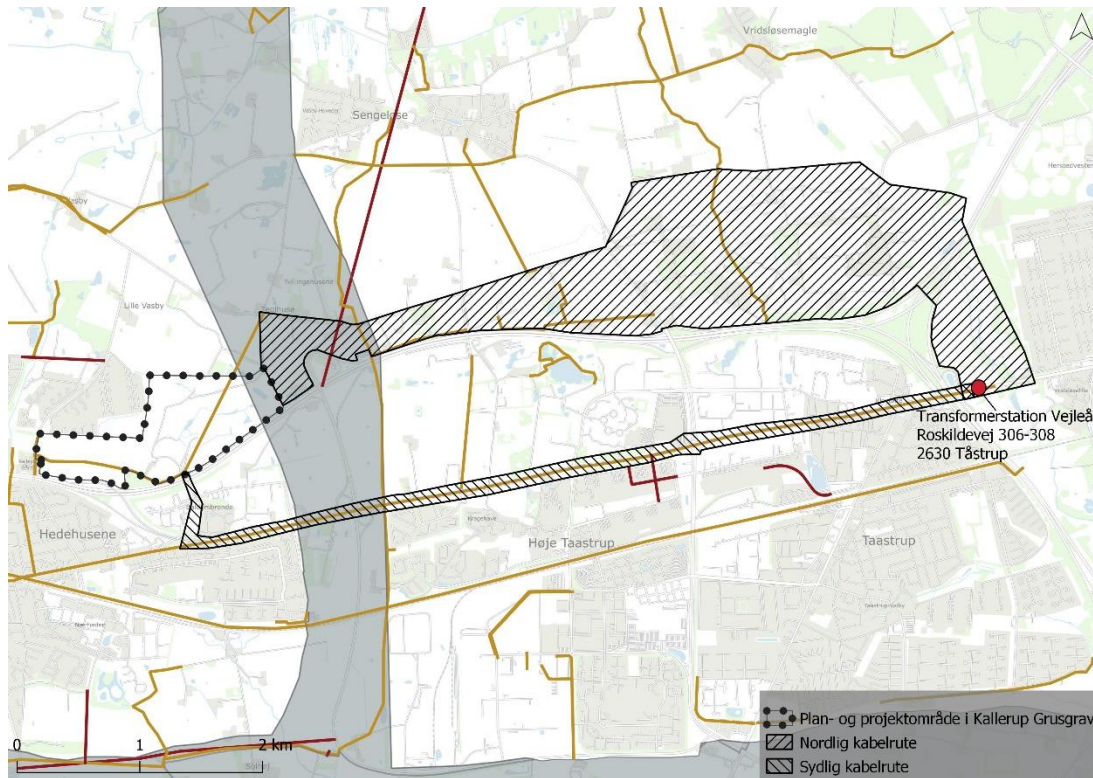 Vridsløsemagle
Sengeløse
Lille Vasby
Transformerstation Vejleå
Roskildevej 306-308
2630 Tåstrup
Hedehusene
Høje Taastrup
Taastrup
Plan- og projektområde i Kallerup Grusgrav
0 1 2 km
Nordlig kabelrute
Sydlig kabelrute